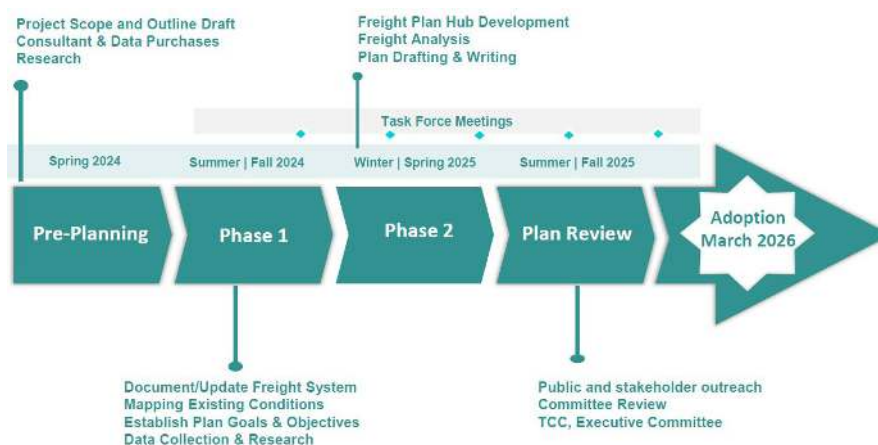 Project Scope and Outline Draft
Consultant & Data Purchases
Research
Freight Plan Hub Development
Freight Analysis
Plan Drafting & Writing
Task Force Meetings
Spring 2024
Summer | Fall 2024
Winter | Spring 2025
Summer | Fall 2025
Pre-Planning
Phase 1
Phase 2
Plan Review
Adoption
March 2026
Document/Update Freight System
Mapping Existing Conditions
Establish Plan Goals & Objectives
Data Collection & Research
Public and stakeholder outreach
Committee Review
TCC, Executive Committee